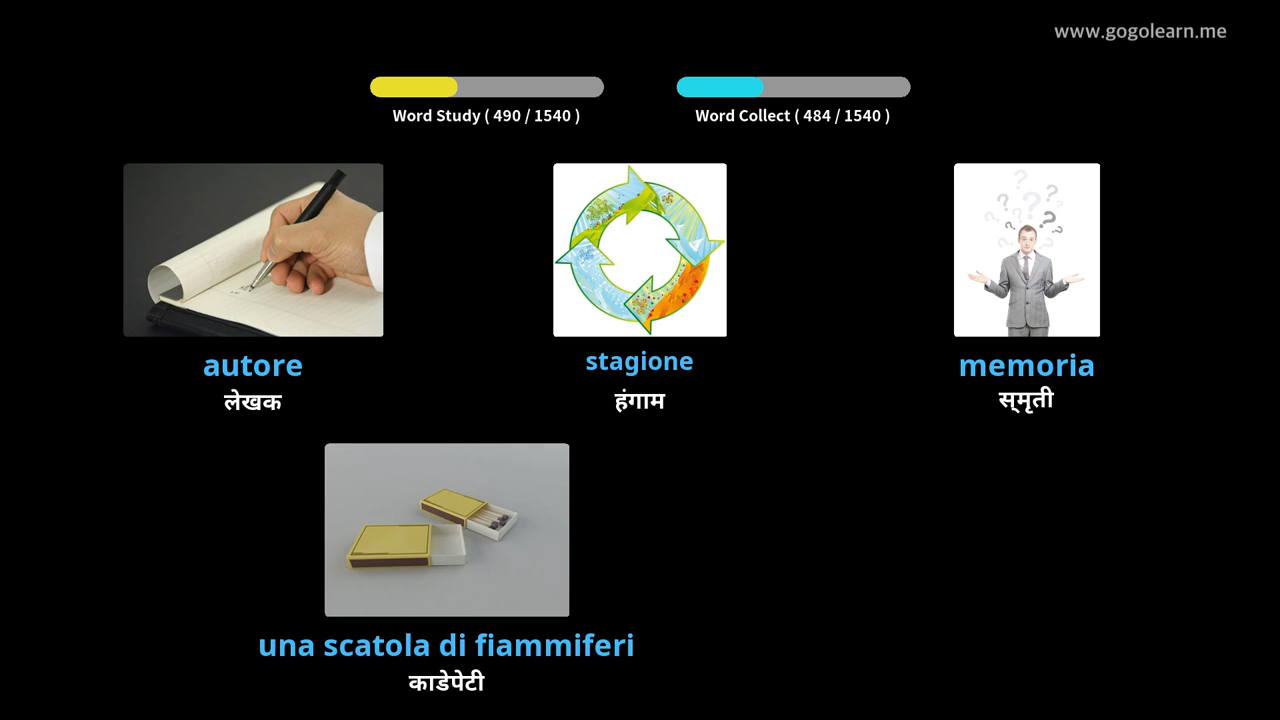 www.gogolearn.me
Word Study ( 490 / 1540 )
Word Collect ( 484 / 1540 )
autore
लेखक
stagione
हंगाम
memoria
स्मृती
una scatola di fiammiferi
काडेपेटी